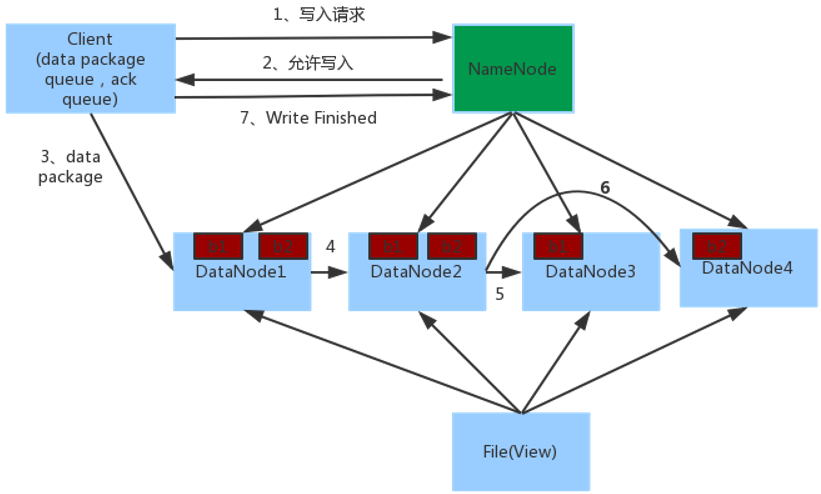 1、写入请求
Client
(data package
queue，ack
queue)
2、允许写入
NameNode
7、Write Finished
3、data
package
6
b1
b2
4
b1
b2
b1
b2
DataNode1
DataNode2
DataNode3
DataNode4
5
File(View)